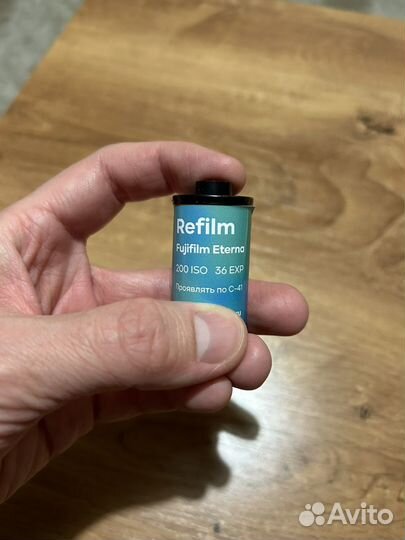 Refilm
Fujifilm Eterna
200 ISO 36 EXP
Проявлять по C-41
Avito